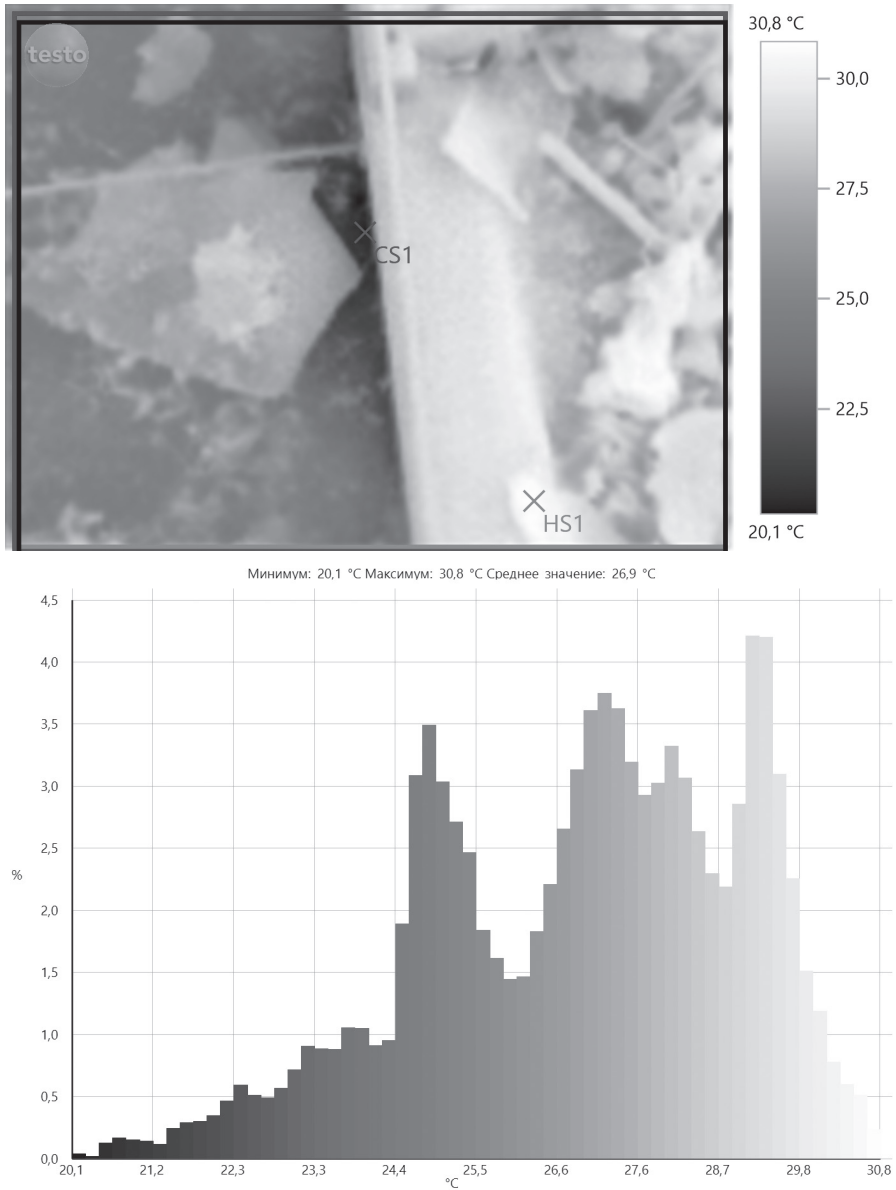 30,8 °C
testo
30,0
27,5
CS1
25,0
22,5
HS1
20,1 °C
Минимум: 20,1 °C Максимум: 30,8 °C Среднее значение: 26,9 °C
4,5
4,0
3,5
3,0
2,5
%
2,0
1,5
1,0
0,5
0,0
20,1 21,2 22,3 23,3 24,4 25,5 26,6 27,6 28,7 29,8 30,8
°C